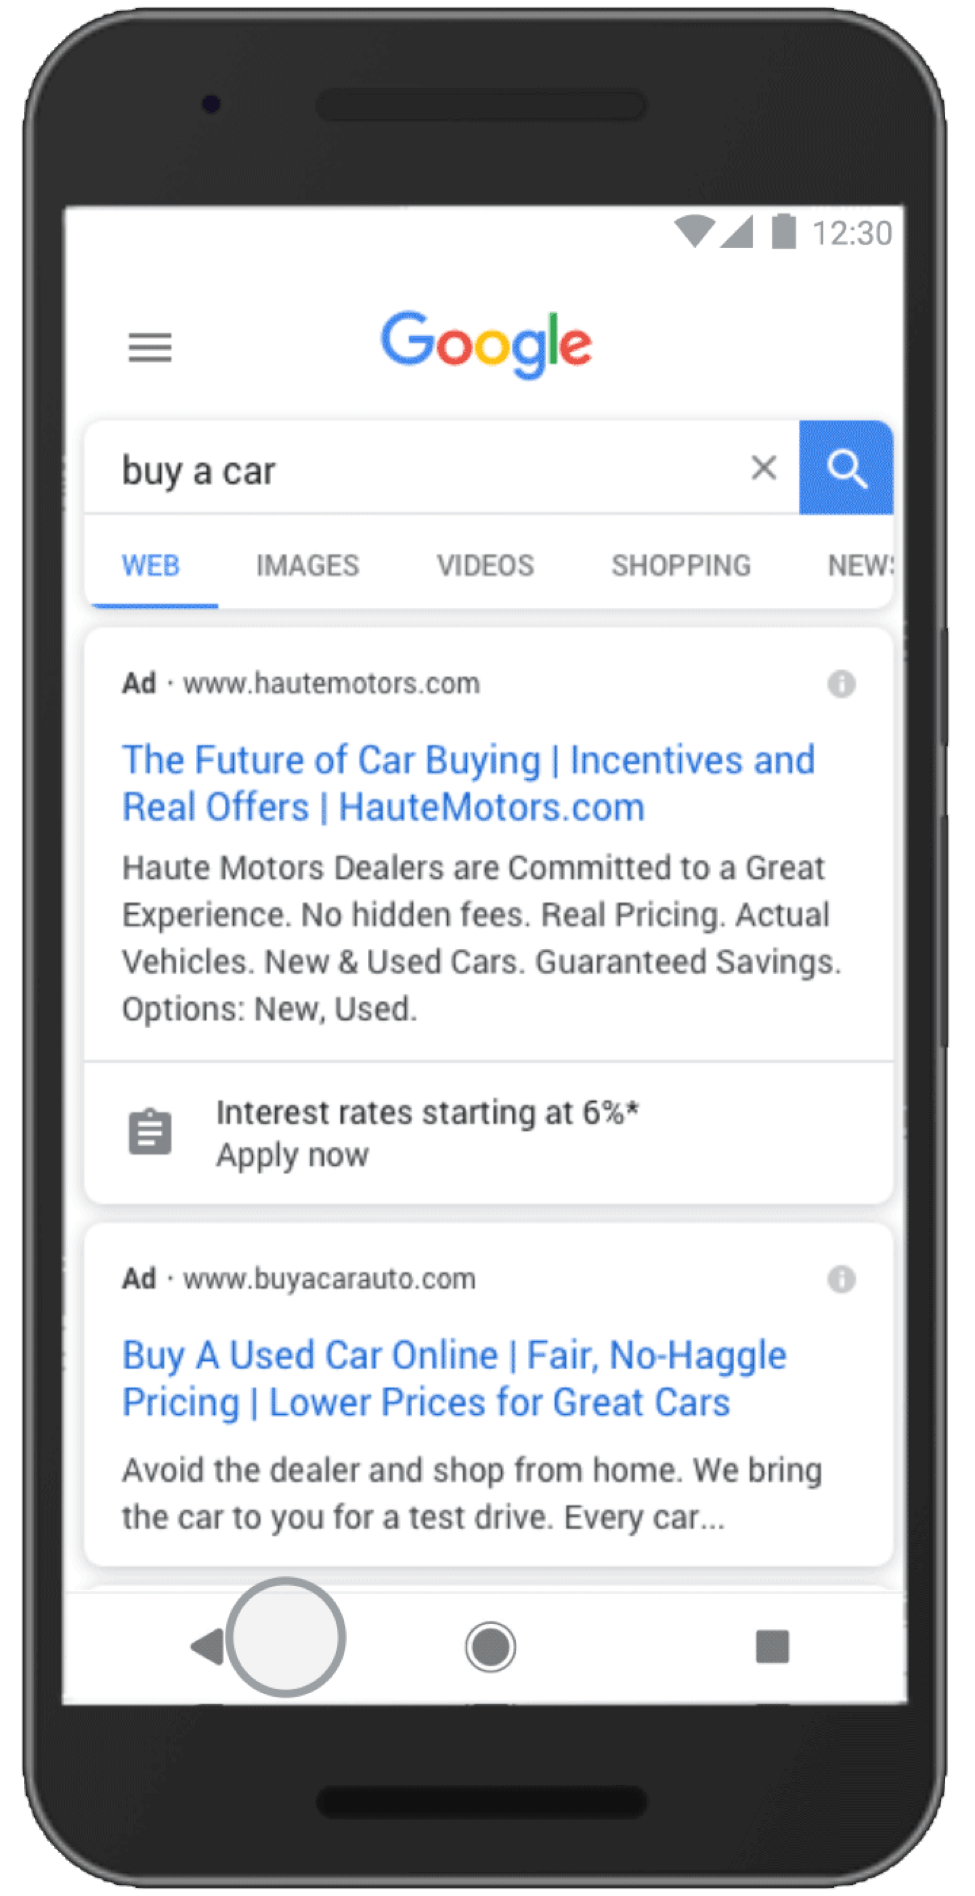 12:30
Google
buy a car
WEB IMAGES VIDEOS SHOPPING NEWS
Ad · www.hautemotors.com
The Future of Car Buying | Incentives and
Real Offers | HauteMotors.com
Haute Motors Dealers are Committed to a Great
Experience. No hidden fees. Real Pricing. Actual
Vehicles. New & Used Cars. Guaranteed Savings.
Options: New, Used.
Interest rates starting at 6%*
Apply now
Ad · www.buyacarauto.com
Buy A Used Car Online | Fair, No-Haggle
Pricing | Lower Prices for Great Cars
Avoid the dealer and shop from home. We bring
the car to you for a test drive. Every car...